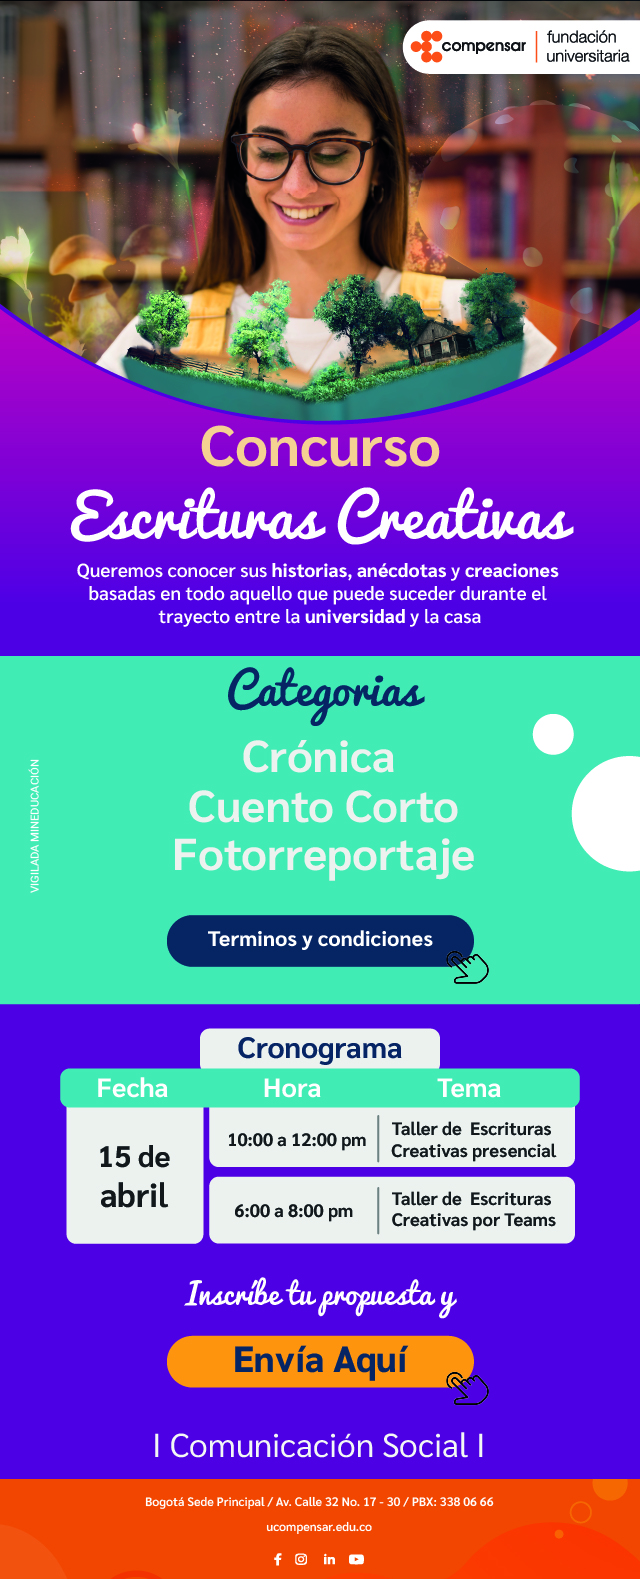 compensar
fundación
universitaria
Concurso
Escrituras Creativas
Queremos conocer sus historias, anécdotas y creaciones
basadas en todo aquello que puede suceder durante el
trayecto entre la universidad y la casa
Categorias
Crónica
Cuento Corto
Fotorreportaje
VIGILADA MINEDUCACIÓN
Terminos y condiciones
Cronograma
Fecha Hora Tema
15 de
abril
10:00 a 12:00 pm
Taller de Escrituras
Creativas presencial
6:00 a 8:00 pm
Taller de Escrituras
Creativas por Teams
Inscribe tu propuesta y
Envía Aquí
I Comunicación Social I
Bogotá Sede Principal / Av. Calle 32 No. 17 - 30 / PBX: 338 06 66
ucompensar.edu.co